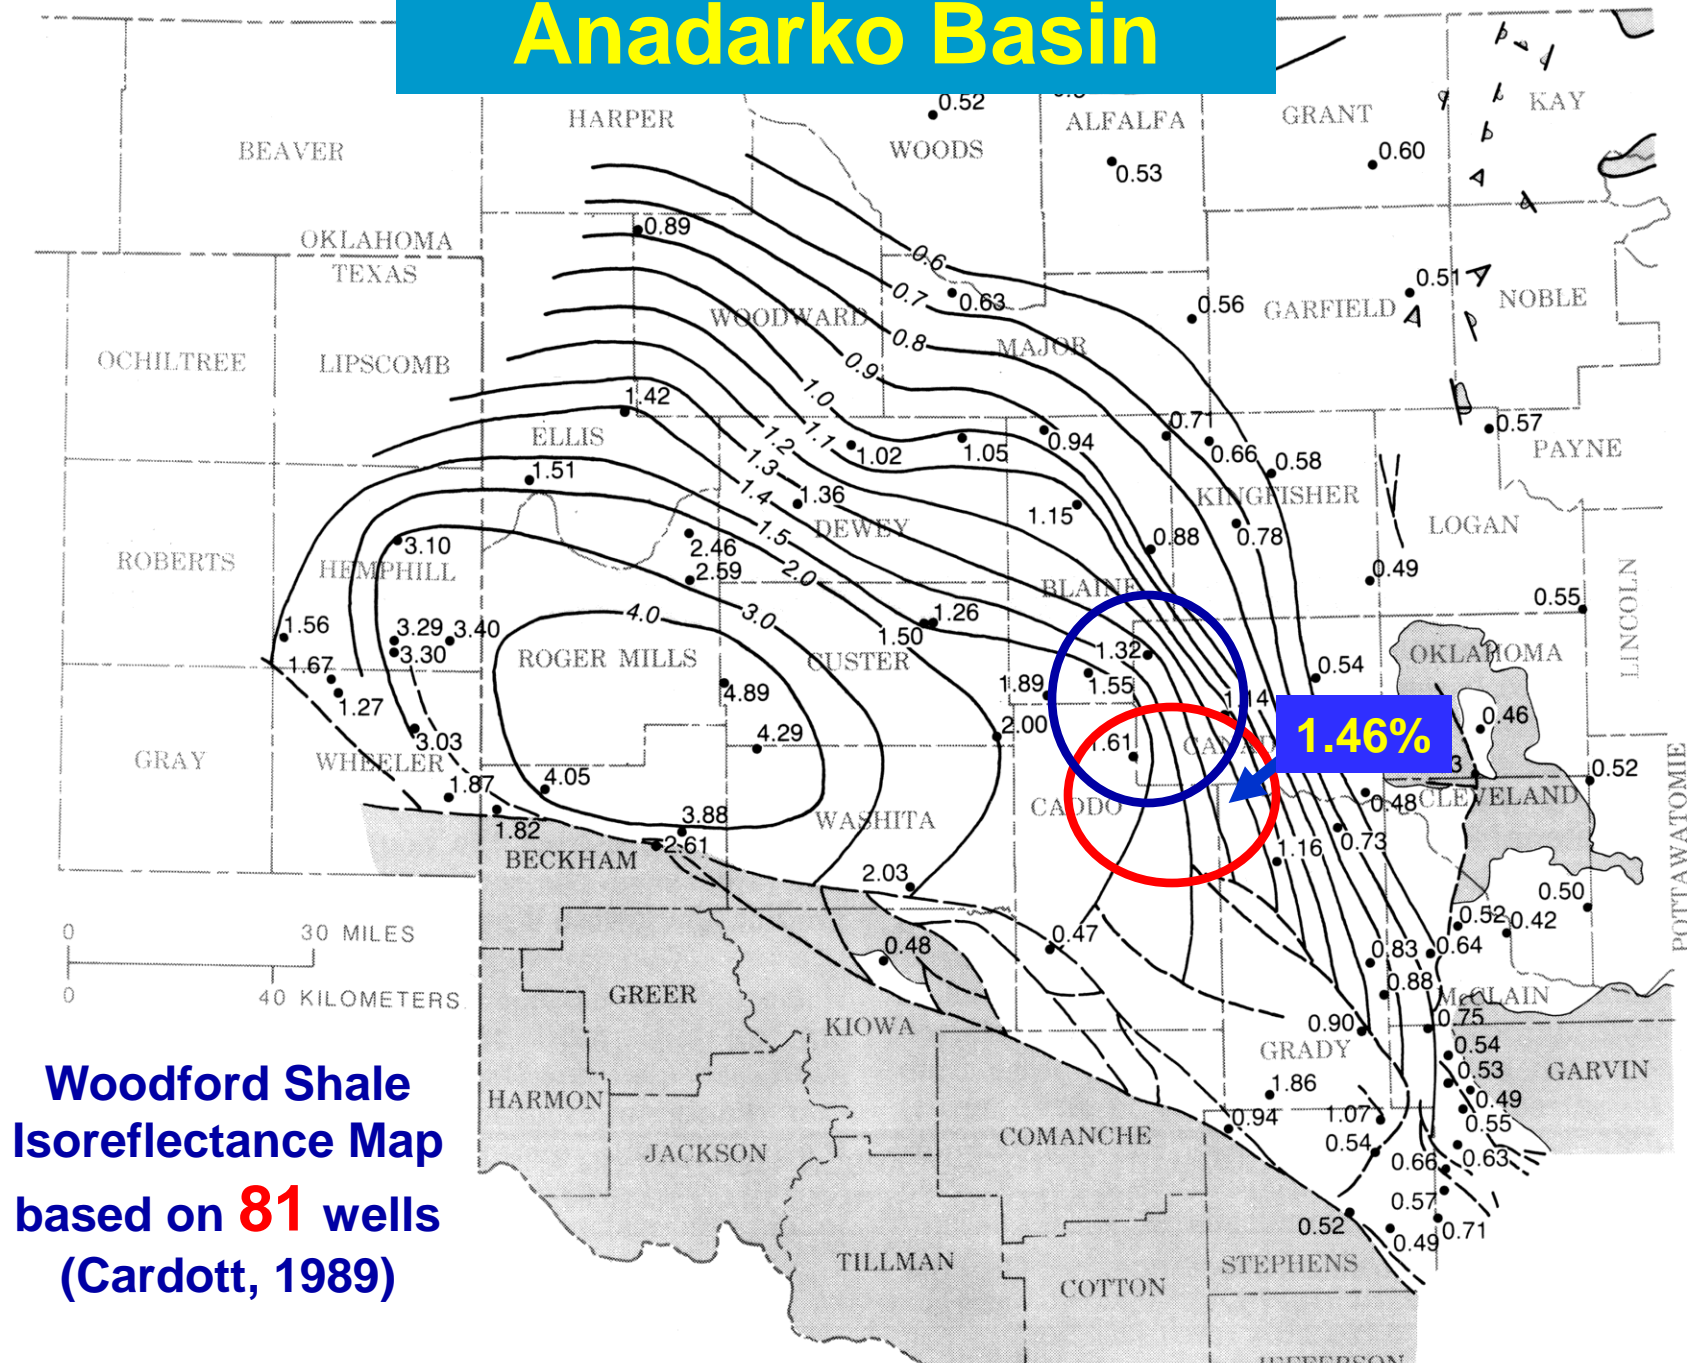 Anadarko Basin
0.52
HARPER
ALFALFA
GRANT
KAY
BEAVER
WOODS
0.60
0.53
0.89
OKLAHOMA
TEXAS
0.6
0.7
0.63
0.56
0.51
NOBLE
WOODWARD
GARFIELD
OCHILTREE
LIPSCOMB
0.8
MAJOR
0.9
1.0
1.42
ELLIS
1.2
1.1
1.02
1.05
0.94
0.71
0.66
0.58
0.57
PAYNE
1.51
1.3
1.4
1.36
KINGFISHER
DEWEY
1.5
1.15
0.78
LOGAN
0.88
3.10
2.46
ROBERTS
HEMPHILL
2.59
2.0
BLAINE
0.49
LINCOLN
0.55
1.56
3.29
3.40
3.30
4.0
3.0
1.26
1.50
ROGER MILLS
CUSTER
1.32
OKLAHOMA
1.67
1.27
4.89
1.89
1.55
0.54
2.00
1.46%
0.46
4.29
1.61
3.03
GRAY
WHEELER
POTTAWATOMIE
0.52
1.87
4.05
CADDO
0.48
CLEVELAND
1.82
3.88
WASHITA
0.73
2.61
BECKHAM
1.16
2.03
0.50
0.52
0.42
0 30 MILES
0.48
0.47
0.83
0.64
0 40 KILOMETERS
GREER
0.88
McCLAIN
KIOWA
0.90
0.75
GRADY
0.54
Woodford Shale
Isoreflectance Map
based on 81 wells
(Cardott, 1989)
HARMON
1.86
0.53
GARVIN
0.49
0.94
1.07
0.55
COMANCHE
0.54
JACKSON
0.66
0.63
0.57
0.52
0.49
0.71
TILLMAN
STEPHENS
COTTON
JEFFERSON